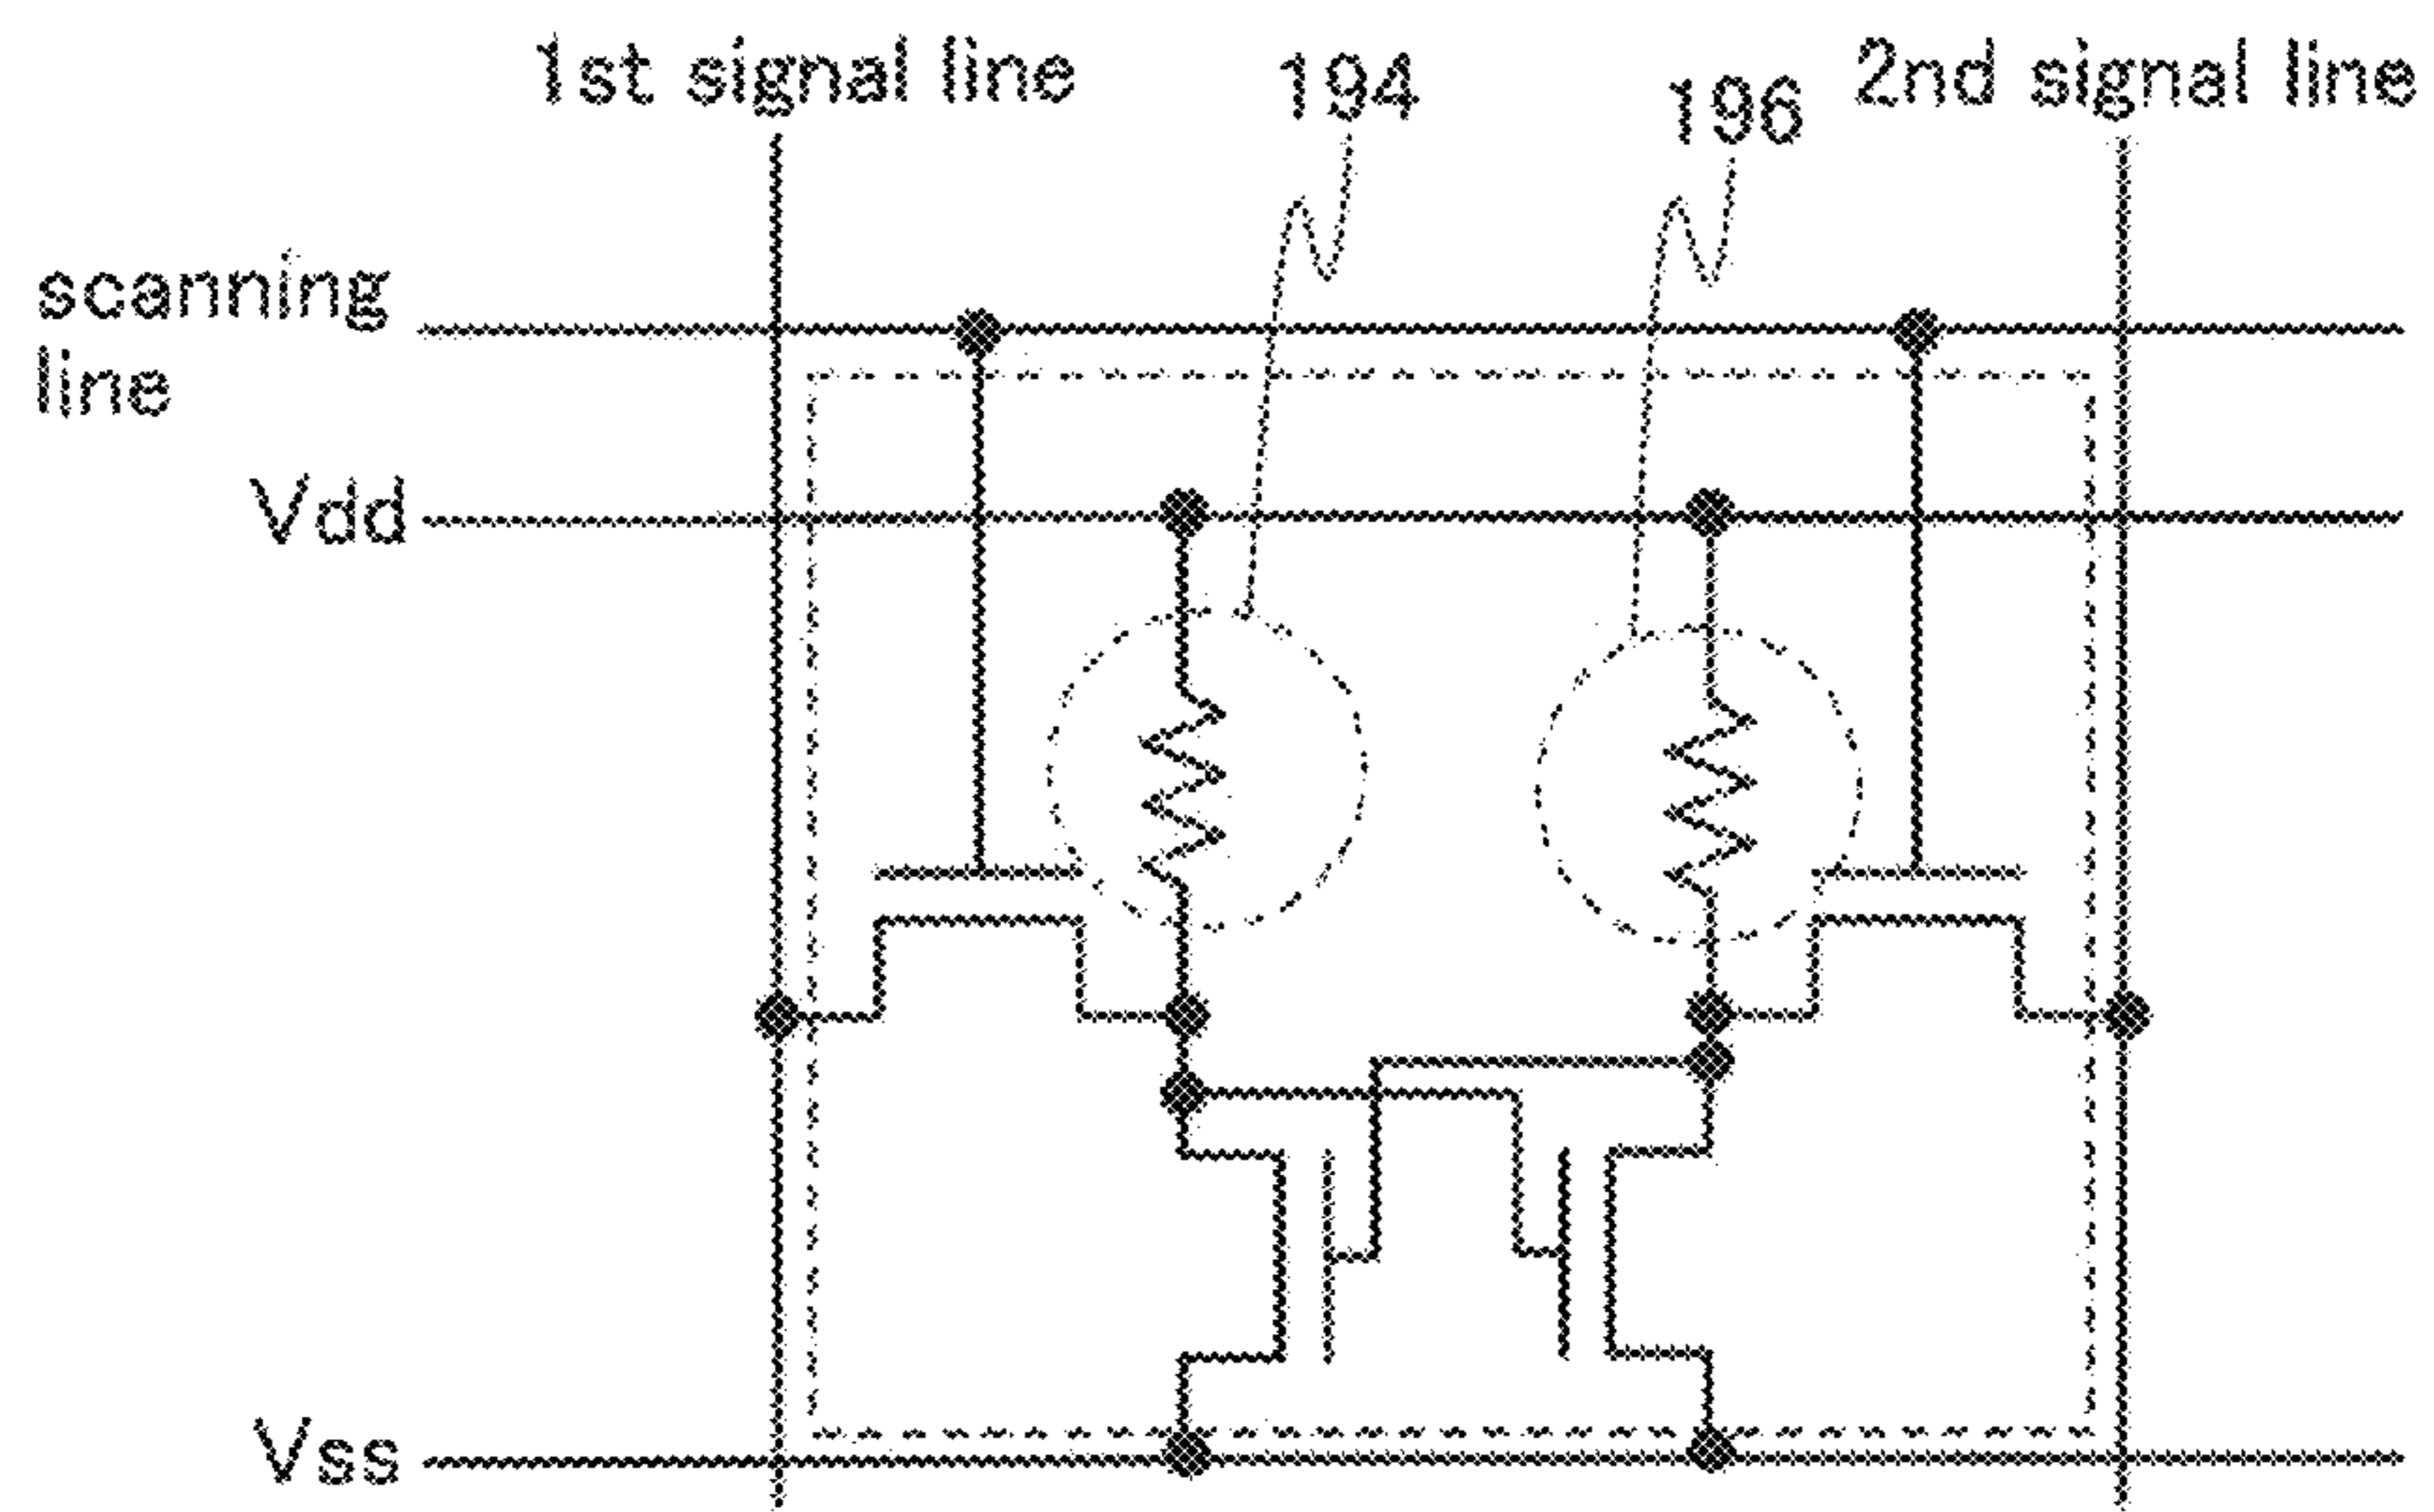 1st signal line
194
196
2nd signal line
scanning
line
Vdd
Vss